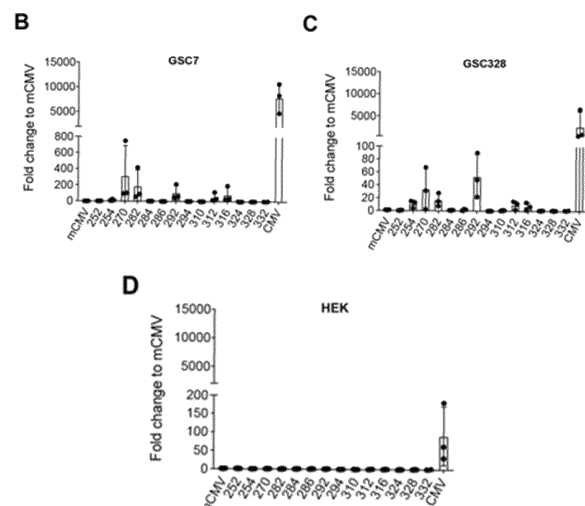 B
GSC7
Fold change to mCMV
15000
10000
5000
800
600
400
200
0
mCMV 252 254 270 282 284 286 292 294 310 312 316 324 328 332 CMV
C
GSC328
Fold change to mCMV
15000
10000
5000
100
80
60
40
20
0
mCMV 252 254 270 282 284 286 292 294 310 312 316 324 328 332 CMV
D
HEK
Fold change to mCMV
15000
10000
5000
200
150
100
50
0
mCMV 252 254 270 282 284 286 292 294 310 312 316 324 328 332 CMV